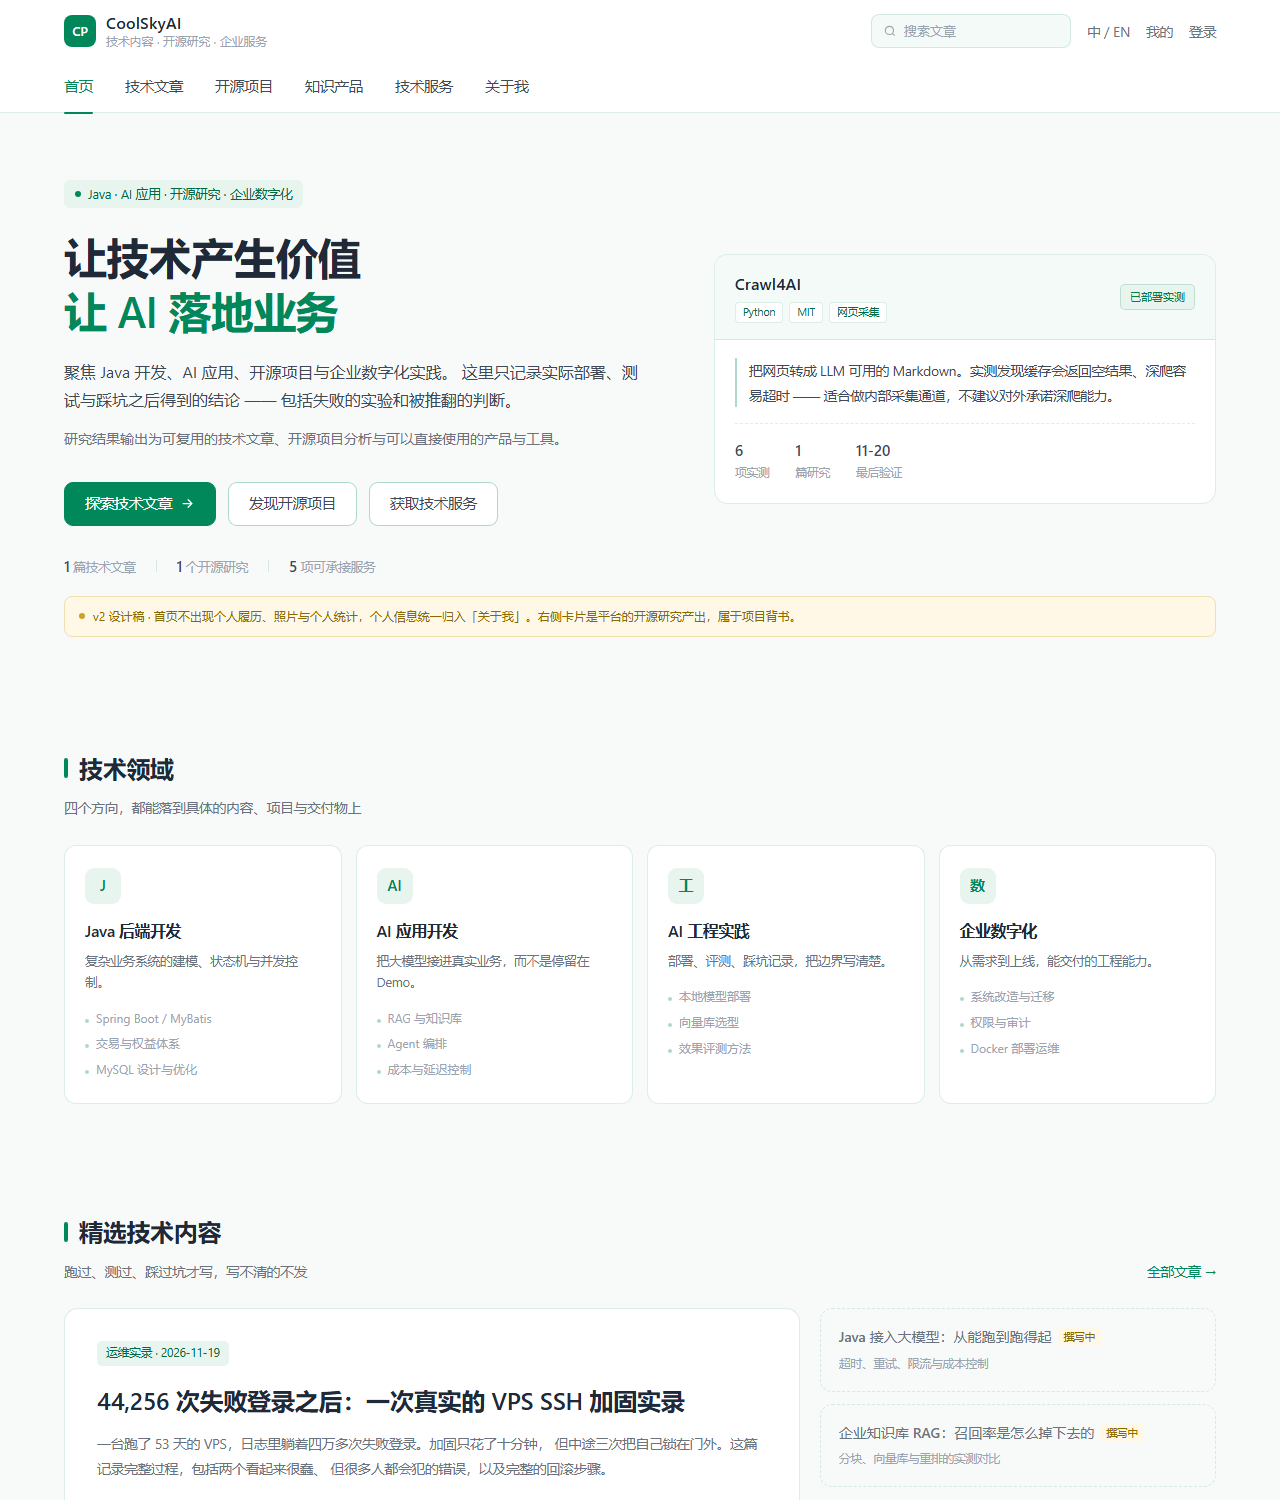 CP
CoolSkyAI
技术内容 · 开源研究 · 企业服务
搜索文章
中 / EN
我的
登录
首页
技术文章
开源项目
知识产品
技术服务
关于我
Java · AI 应用 · 开源研究 · 企业数字化
让技术产生价值
让 AI 落地业务
聚焦 Java 开发、AI 应用、开源项目与企业数字化实践。 这里只记录实际部署、测
试与踩坑之后得到的结论 —— 包括失败的实验和被推翻的判断。
研究结果输出为可复用的技术文章、开源项目分析与可以直接使用的产品与工具。
探索技术文章 →
发现开源项目
获取技术服务
1 篇技术文章
1 个开源研究
5 项可承接服务
Crawl4AI
Python
MIT
网页采集
已部署实测
把网页转成 LLM 可用的 Markdown。实测发现缓存会返回空结果、深爬容
易超时 —— 适合做内部采集通道，不建议对外承诺深爬能力。
6
项实测
1
篇研究
11-20
最后验证
v2 设计稿 · 首页不出现个人履历、照片与个人统计，个人信息统一归入「关于我」。右侧卡片是平台的开源研究产出，属于项目背书。
技术领域
四个方向，都能落到具体的内容、项目与交付物上
J
Java 后端开发
复杂业务系统的建模、状态机与并发控
制。
Spring Boot / MyBatis
交易与权益体系
MySQL 设计与优化
AI
AI 应用开发
把大模型接进真实业务，而不是停留在
Demo。
RAG 与知识库
Agent 编排
成本与延迟控制
工
AI 工程实践
部署、评测、踩坑记录，把边界写清楚。
本地模型部署
向量库选型
效果评测方法
数
企业数字化
从需求到上线，能交付的工程能力。
系统改造与迁移
权限与审计
Docker 部署运维
精选技术内容
跑过、测过、踩过坑才写，写不清的不发
全部文章 →
运维实录 · 2026-11-19
44,256 次失败登录之后：一次真实的 VPS SSH 加固实录
一台跑了 53 天的 VPS，日志里躺着四万多次失败登录。加固只花了十分钟， 但中途三次把自己锁在门外。这篇
记录完整过程，包括两个看起来很蠢、 但很多人都会犯的错误，以及完整的回滚步骤。
Java 接入大模型：从能跑到跑得起 撰写中
超时、重试、限流与成本控制
企业知识库 RAG：召回率是怎么掉下去的 撰写中
分块、向量库与重排的实测对比